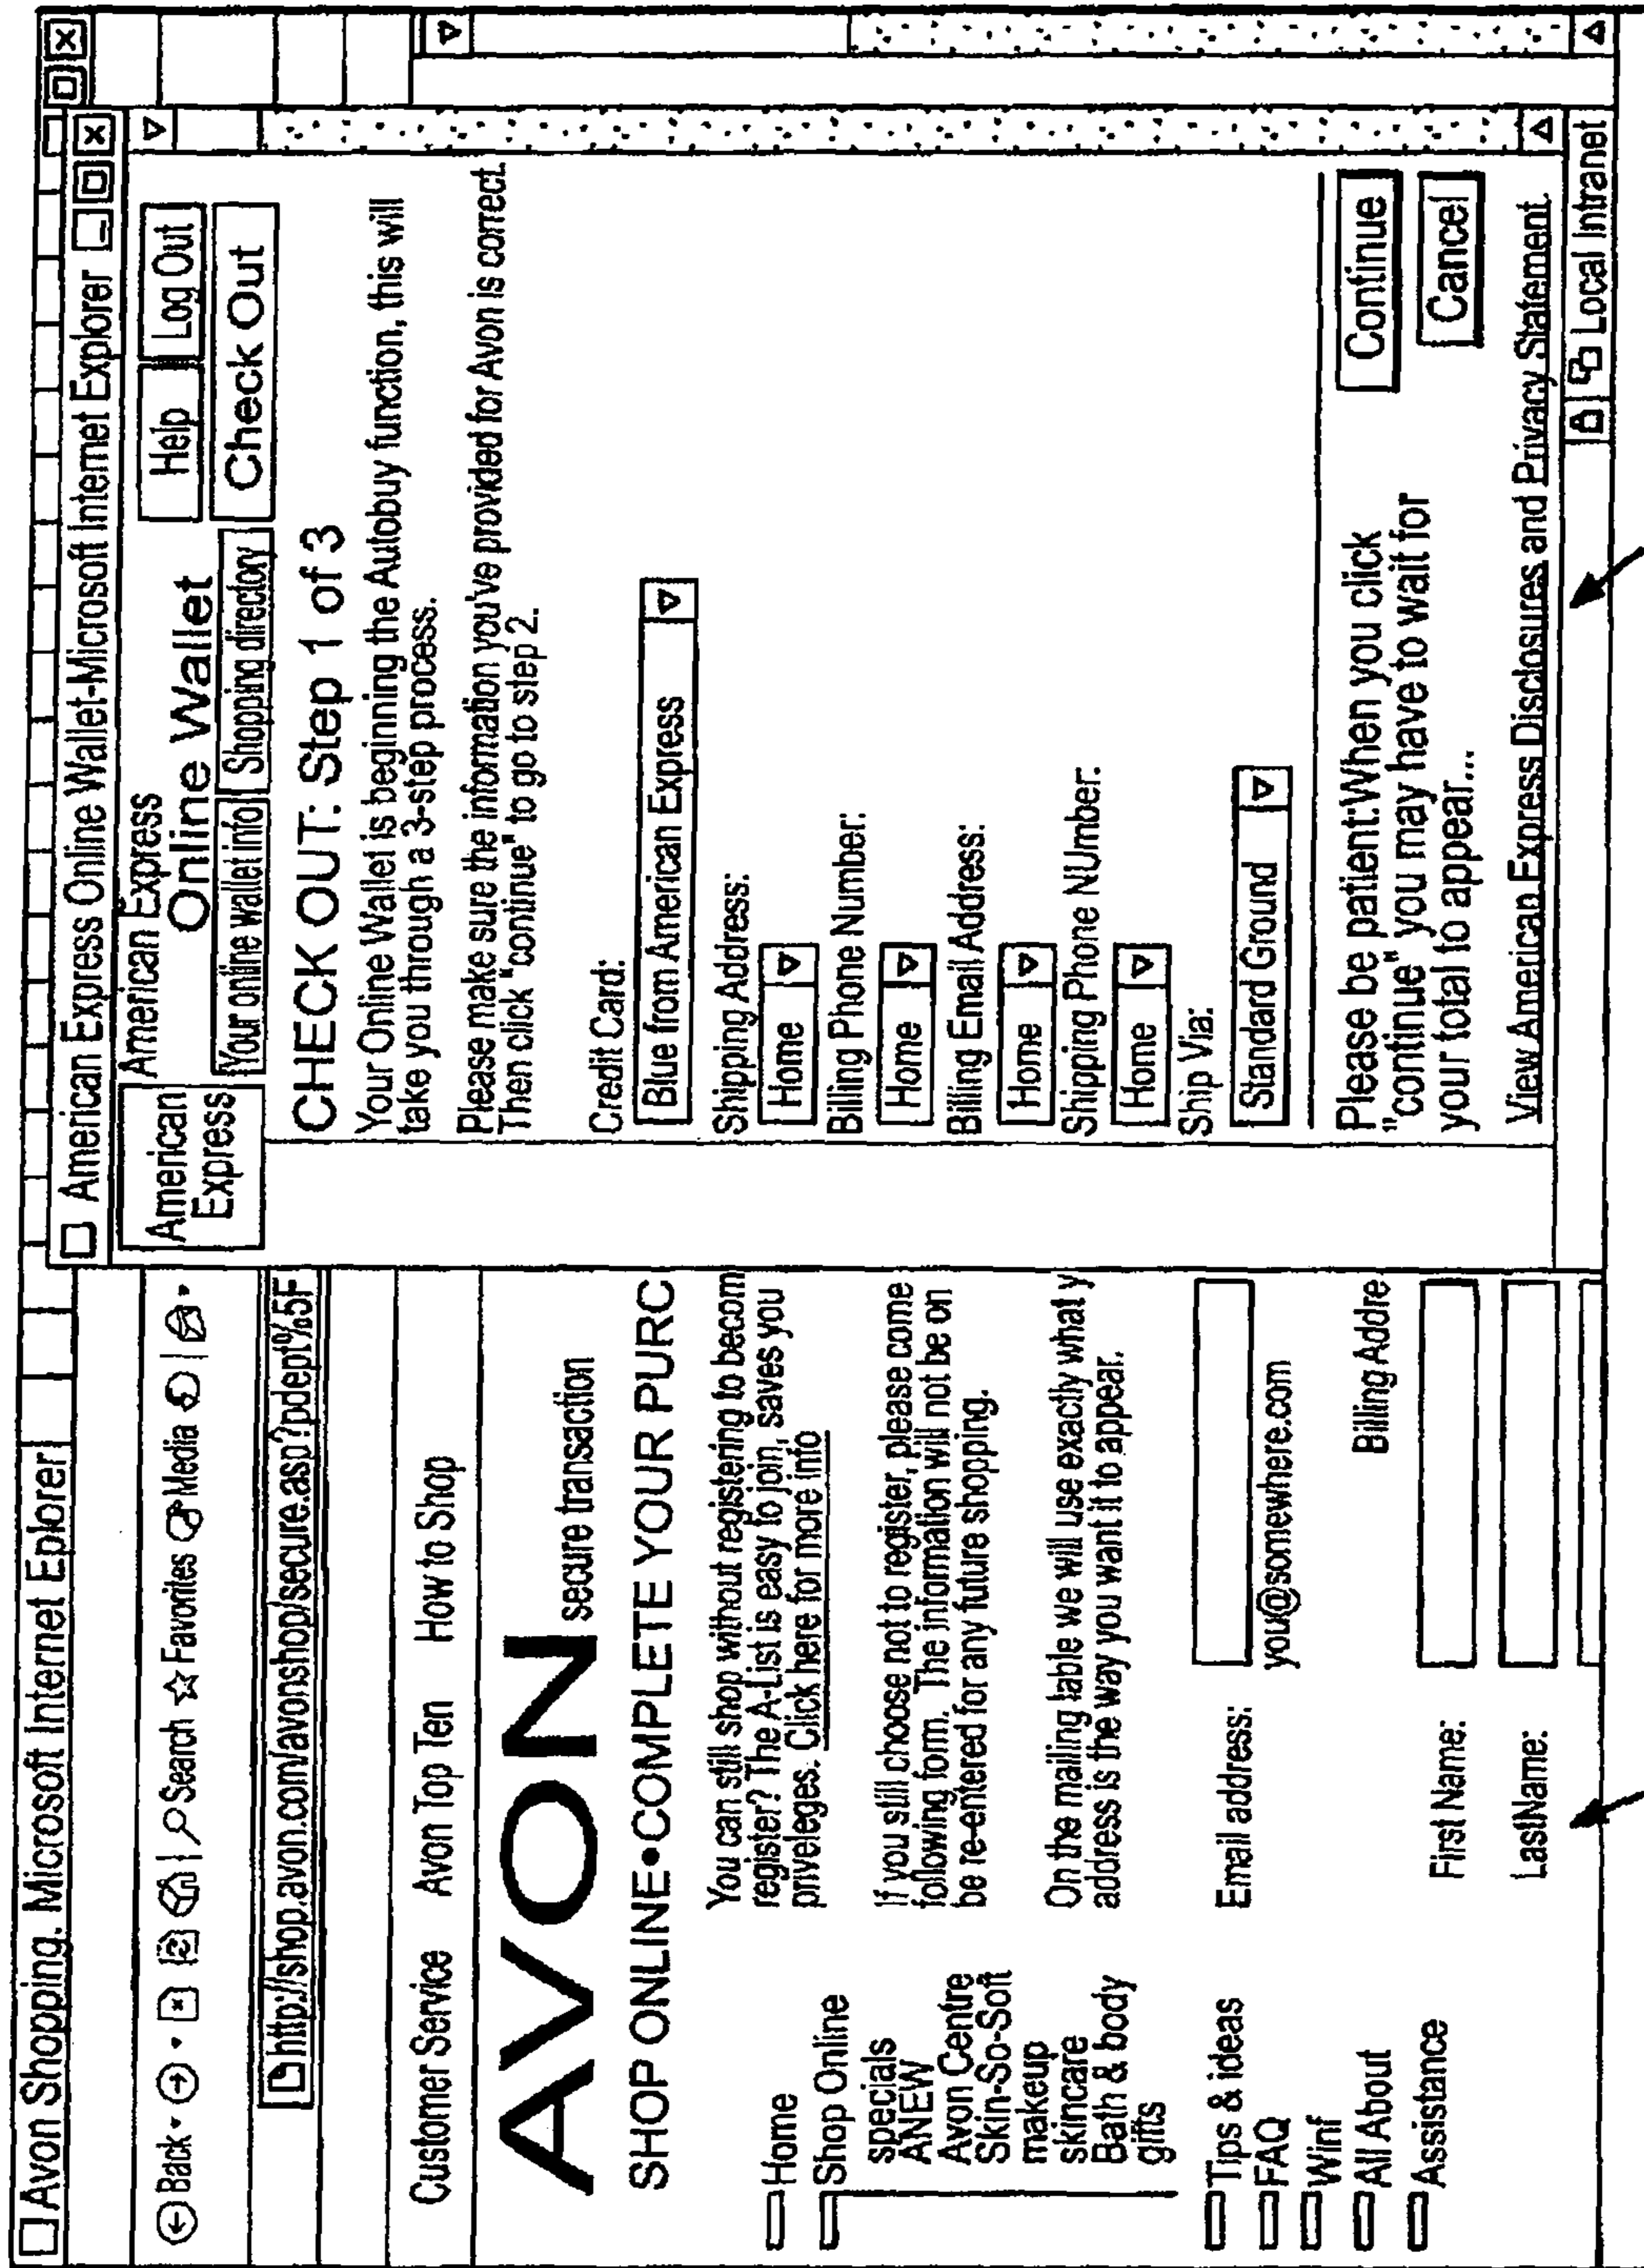 Avon Shopping. Microsoft Internet Eplorer
Back
Search
Favorites
Media
http://shop.avon.com/avonshop/secure.asp?pdept%5F
Customer Service
Avon Top Ten
How to Shop
AVON
secure transaction
SHOP ONLINE•COMPLETE YOUR PURC
Home
Shop Online
specials
ANEW
Avon Centre
Skin-So-Soft
makeup
skincare
Bath & body
gifts
Tips & ideas
FAQ
Winf
All About
Assistance
You can still shop without registering to becom
register? The A-List is easy to join, saves you
priveleges. Click here for more into
If you still choose not to register, please come
following form. The information will not be on
be re-entered for any future shopping.
On the mailing lable we will use exactly what y
address is the way you want it to appear.
Email address:
you@somewhere.com
Billing Addre
First Name:
LastName:
American Express Online Wallet-Microsoft Internet Explorer
American
Express
American Express
Online Wallet
Help
Log Out
Your online wallet info
Shopping directory
Check Out
CHECK OUT: Step 1 of 3
Your Online Wallet is beginning the Autobuy function, this will
take you through a 3-step process.
Please make sure the information you've provided for Avon is correct.
Then click "continue" to go to step 2.
Credit Card:
Blue from American Express
Shipping Address:
Home
Billing Phone Number:
Home
Billing Email Address:
Home
Shipping Phone NUmber:
Home
Ship Via:
Standard Ground
Please be patient:When you click
"continue" you may have to wait for
your total to appear...
Continue
Cancel
View American Express Disclosures and Privacy Statement.
Local Intranet